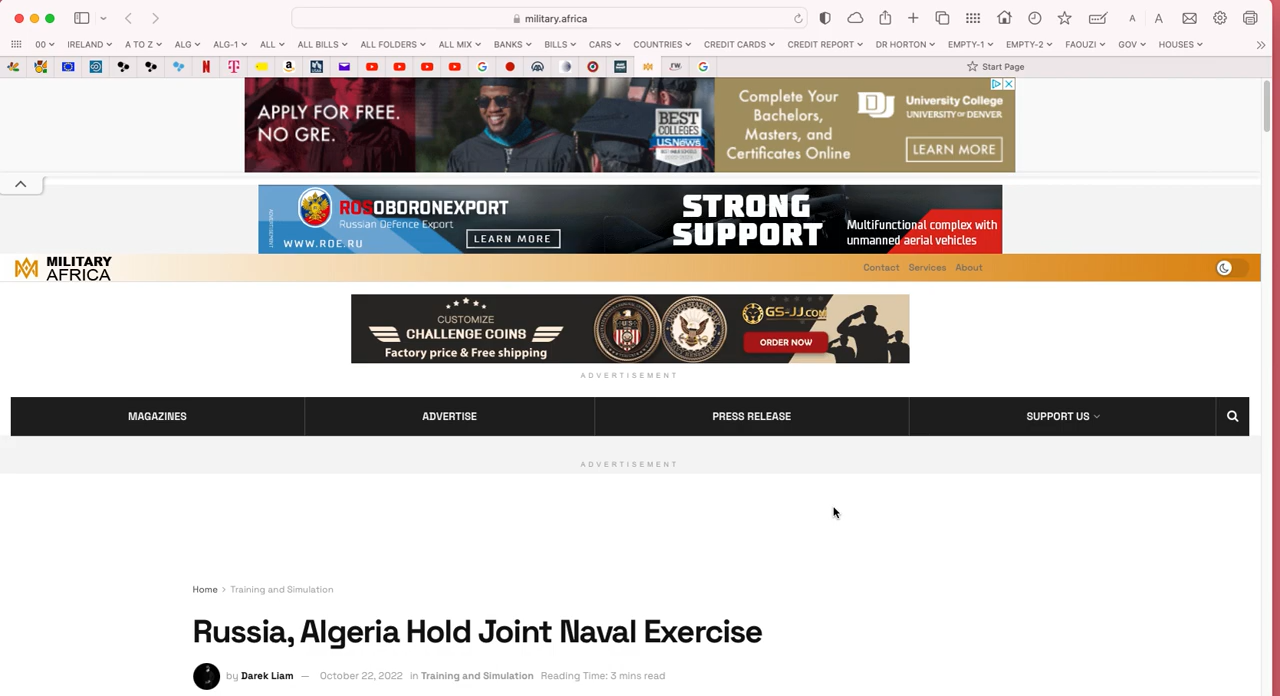 military.africa
A A
00 IRELAND A TO Z ALG ALG-1 ALL ALL BILLS ALL FOLDERS ALL MIX BANKS BILLS CARS COUNTRIES CREDIT CARDS CREDIT REPORT DR HORTON EMPTY-1 EMPTY-2 FAOUZI GOV HOUSES
Start Page
APPLY FOR FREE.
NO GRE.
BEST
COLLEGES
U.S.News
Complete Your
Bachelors,
Masters, and
Certificates Online
University College
UNIVERSITY OF DENVER
LEARN MORE
ADVERTISEMENT
ROSOBORONEXPORT
Russian Defence Export
WWW.ROE.RU
LEARN MORE
STRONG
SUPPORT
Multifunctional complex with
unmanned aerial vehicles
MILITARY
AFRICA
Contact Services About
CUSTOMIZE
CHALLENGE COINS
Factory price & Free shipping
GS-JJ.COM
ORDER NOW
ADVERTISEMENT
MAGAZINES ADVERTISE PRESS RELEASE SUPPORT US
ADVERTISEMENT
Home > Training and Simulation
Russia, Algeria Hold Joint Naval Exercise
by Darek Liam — October 22, 2022 in Training and Simulation Reading Time: 3 mins read